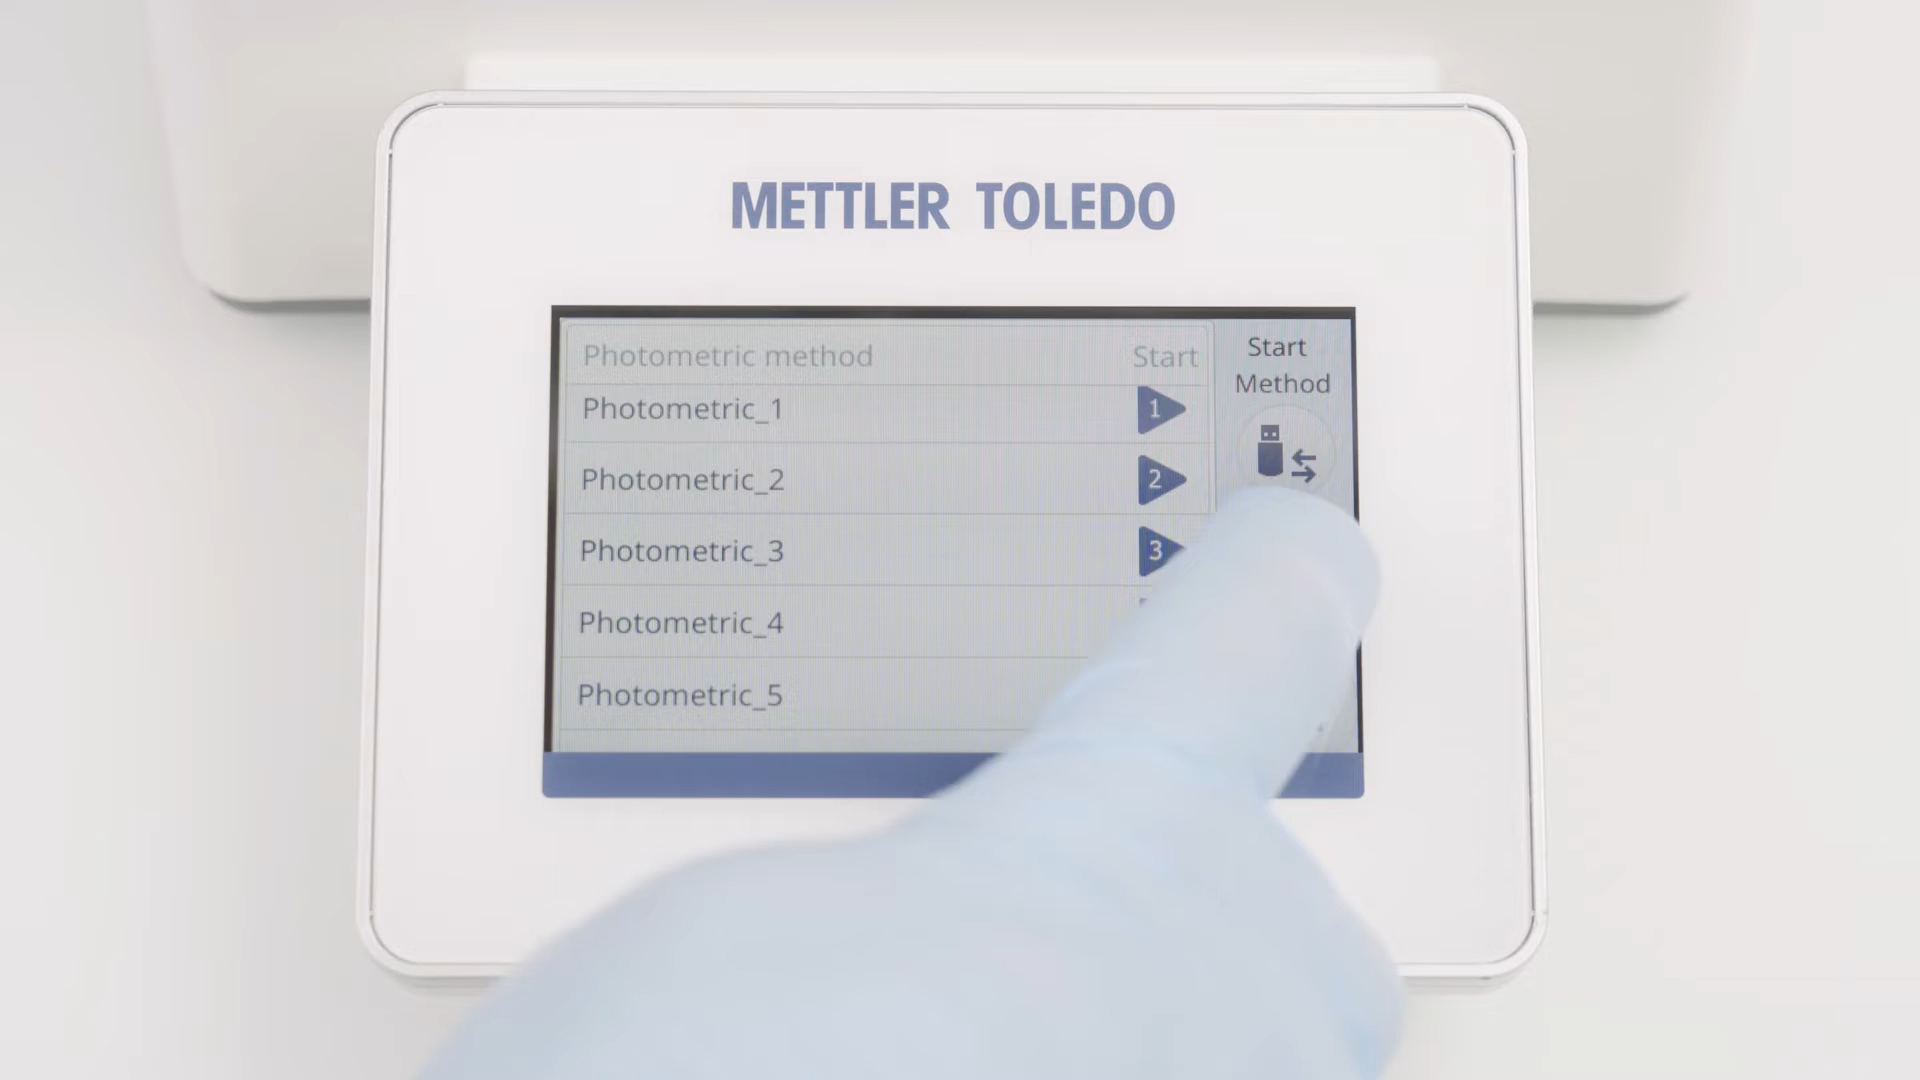 METTLER TOLEDO
Photometric method Start
Start
Method
Photometric_1 1
Photometric_2 2
Photometric_3 3
Photometric_4
Photometric_5